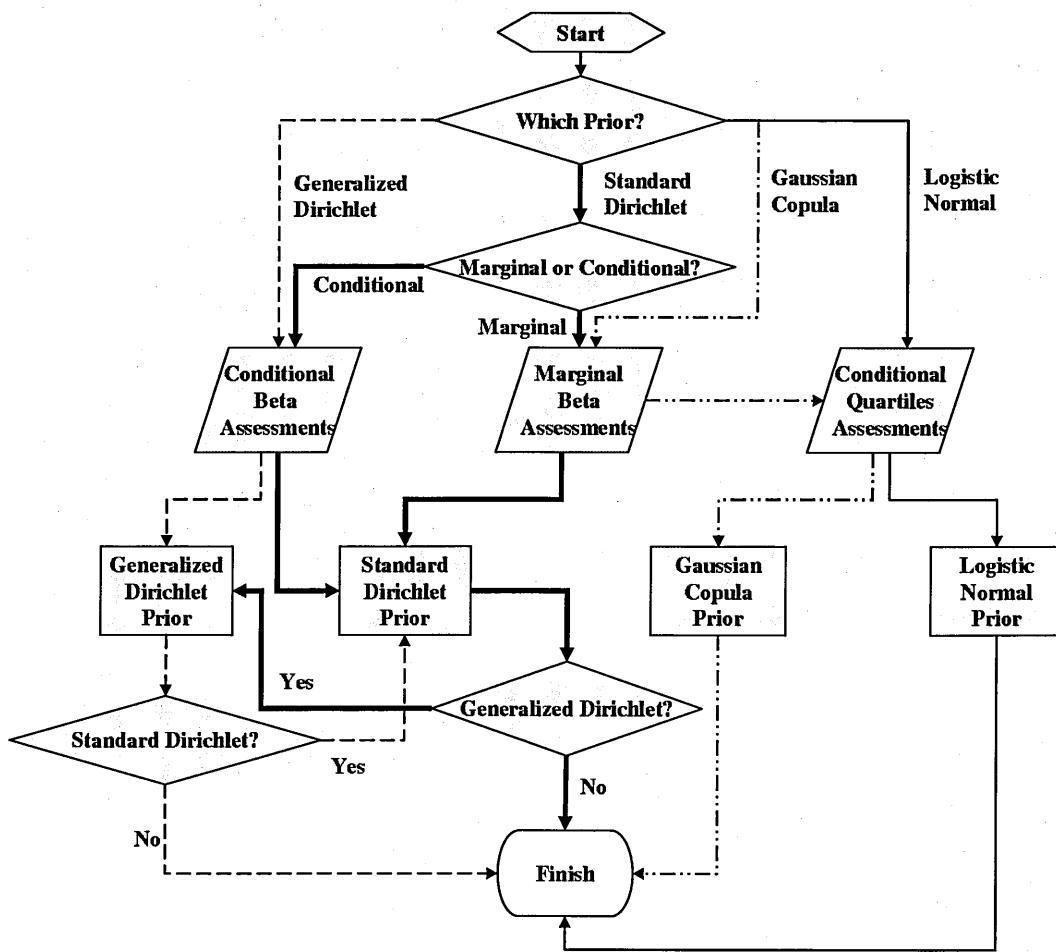 Start
Which Prior?
Generalized
Dirichlet
Standard
Dirichlet
Gaussian
Copula
Logistic
Normal
Marginal or Conditional?
Conditional
Marginal
Conditional
Beta
Assessments
Marginal
Beta
Assessments
Conditional
Quartiles
Assessments
Generalized
Dirichlet
Prior
Standard
Dirichlet
Prior
Gaussian
Copula
Prior
Logistic
Normal
Prior
Yes
Generalized Dirichlet?
Standard Dirichlet?
Yes
No
No
Finish